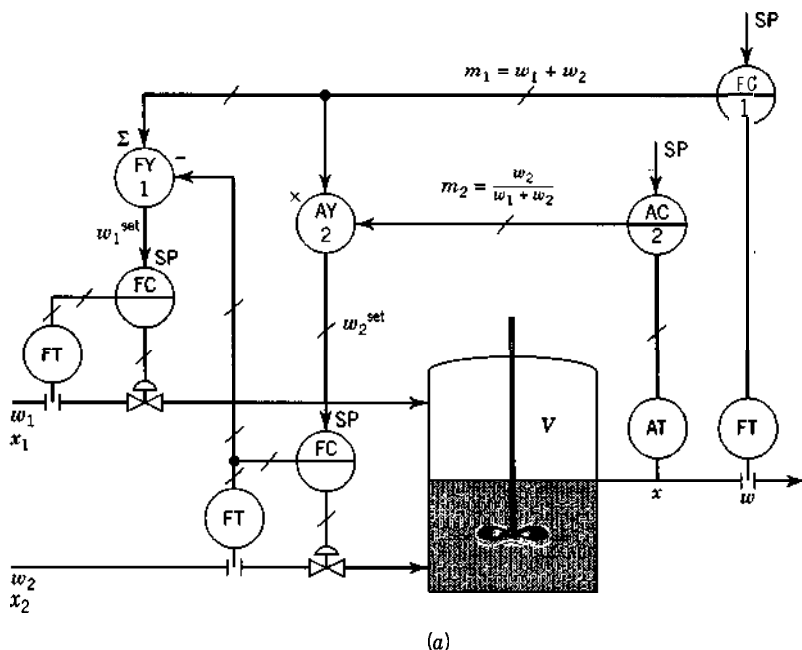 SP
m₁ = w₁ + w₂
FC
1
Σ
−
FY
1
SP
m₂ = w₂ / (w₁ + w₂)
×
AY
2
AC
2
w₁ˢᵉᵗ
SP
FC
w₂ˢᵉᵗ
FT
w₁
x₁
SP
FC
V
AT
FT
x
w
FT
w₂
x₂
(a)